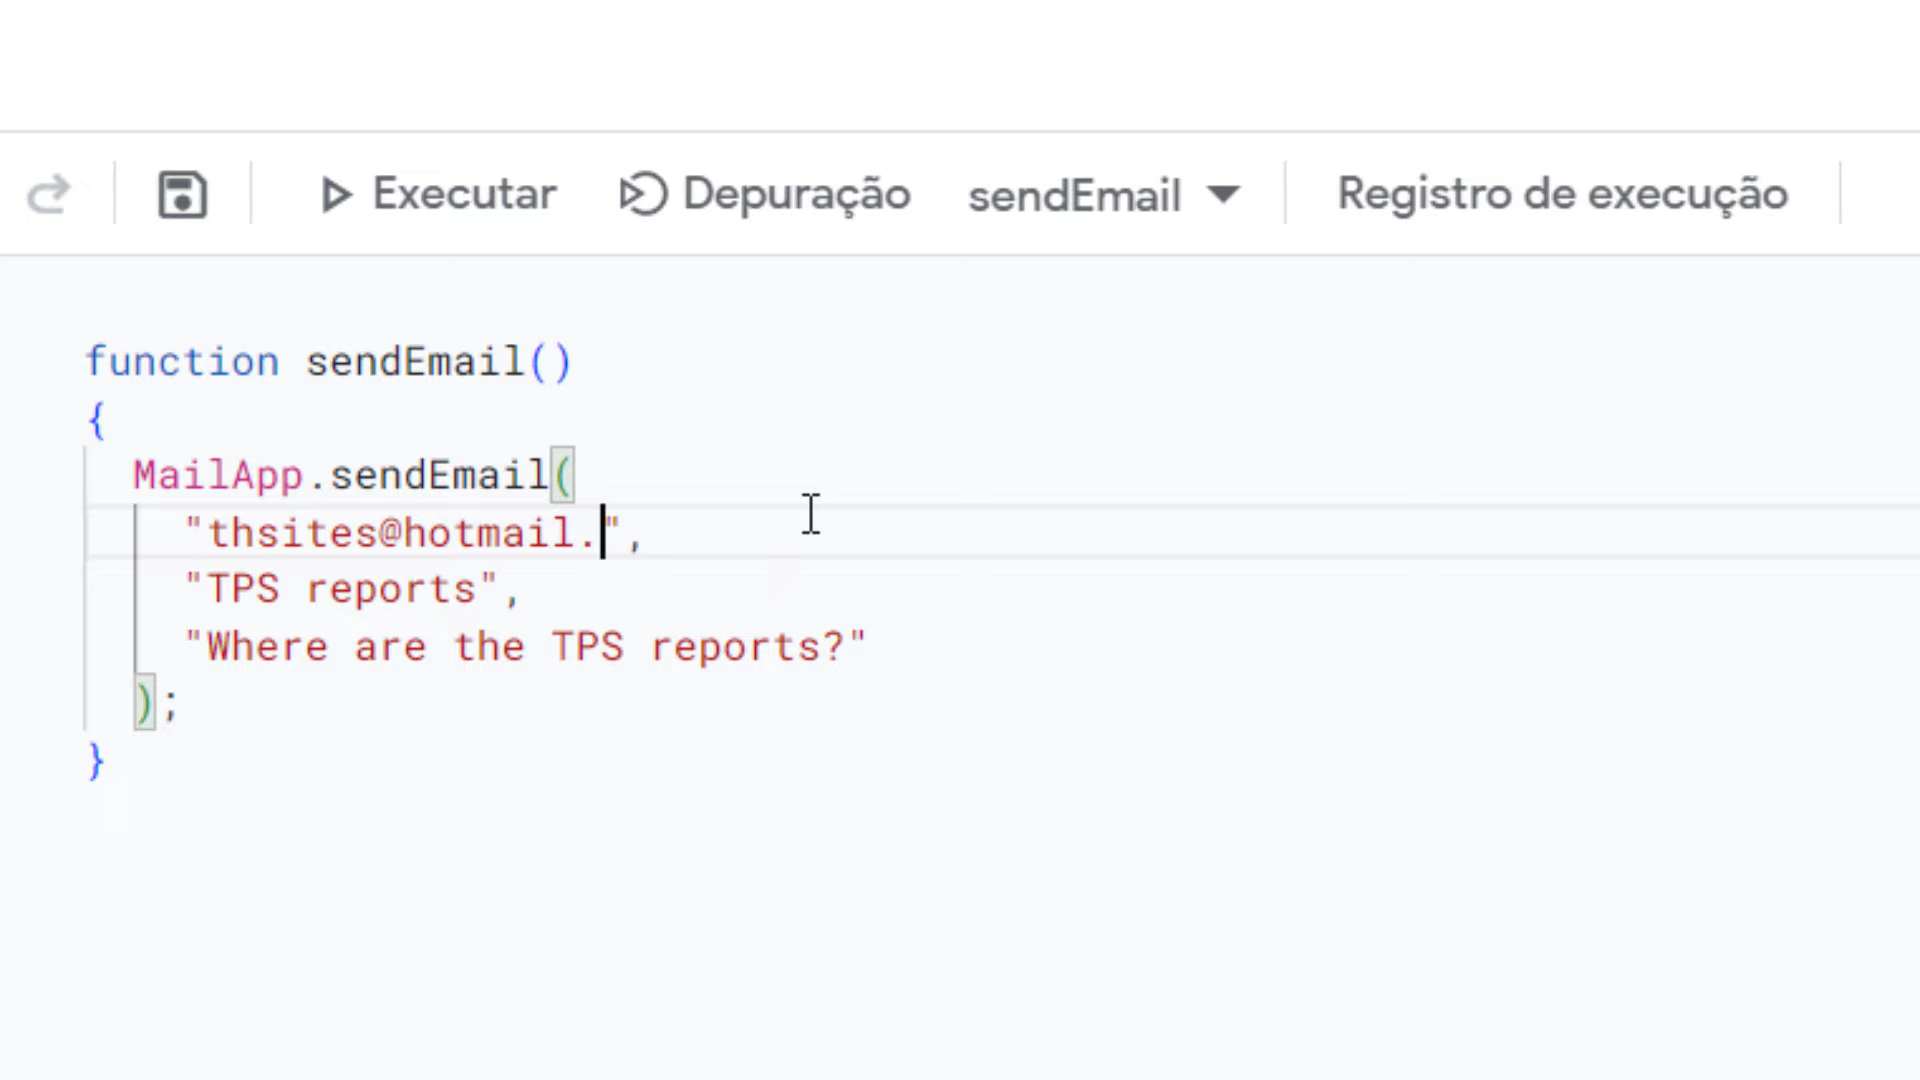 Executar Depuração sendEmail Registro de execução
function sendEmail()
{
MailApp.sendEmail(
"thsites@hotmail.",
"TPS reports",
"Where are the TPS reports?"
);
}